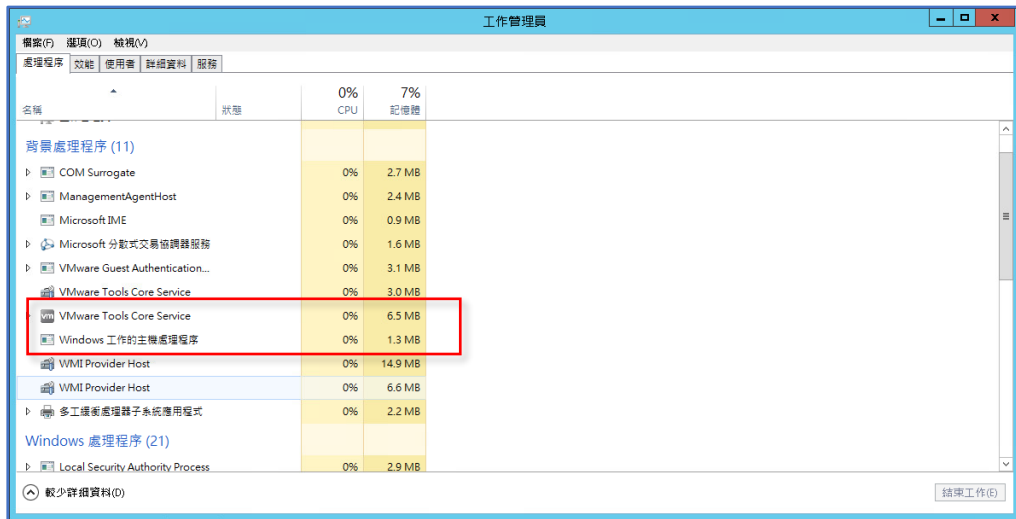 工作管理員
檔案(F) 選項(O) 檢視(V)
處理程序 效能 使用者 詳細資料 服務
0% 7%
名稱 狀態 CPU 記憶體
背景處理程序 (11)
COM Surrogate 0% 2.7 MB
ManagementAgentHost 0% 2.4 MB
Microsoft IME 0% 0.9 MB
Microsoft 分散式交易協調器服務 0% 1.6 MB
VMware Guest Authentication... 0% 3.1 MB
VMware Tools Core Service 0% 3.0 MB
vm VMware Tools Core Service 0% 6.5 MB
Windows 工作的主機處理程序 0% 1.3 MB
WMI Provider Host 0% 14.9 MB
WMI Provider Host 0% 6.6 MB
多工緩衝處理器子系統應用程式 0% 2.2 MB
Windows 處理程序 (21)
Local Security Authority Process 0% 2.9 MB
較少詳細資料(D) 結束工作(E)